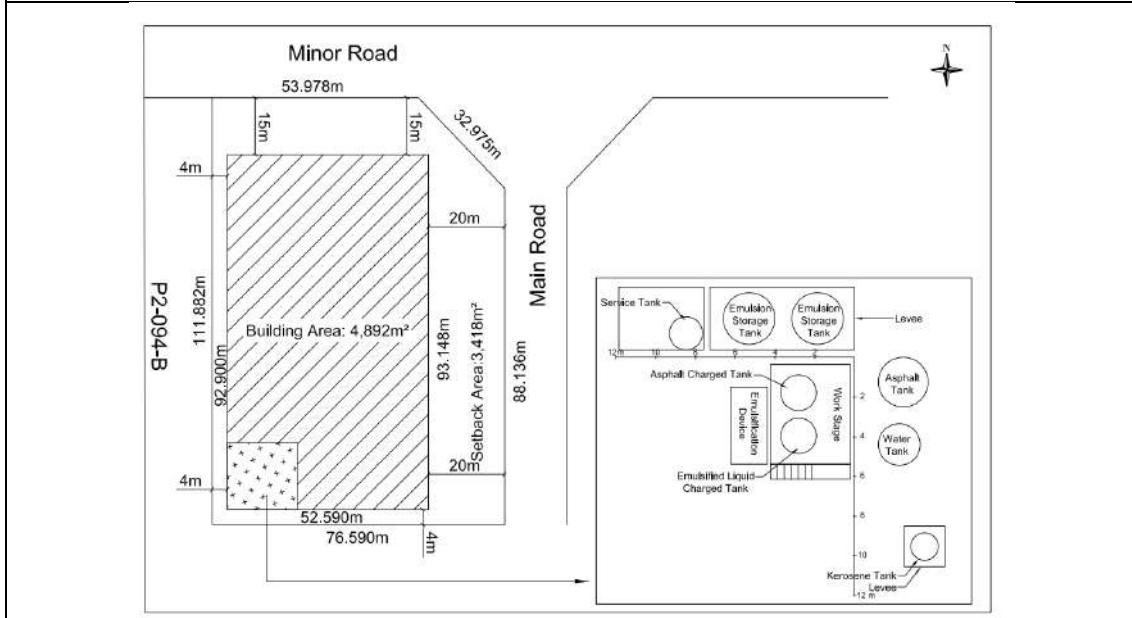 Minor Road
N
53.978m
32.975m
15m
15m
4m
20m
Main Road
P2-094-B
111.882m
92.900m
Building Area: 4,892m²
93.148m
Setback Area:3,418m²
88.136m
20m
4m
52.590m
76.590m
4m
Service Tank
Emulsion
Storage
Tank
Emulsion
Storage
Tank
Levee
12m
10
8
6
4
2
Asphalt Charged Tank
Emulsification
Device
Work Stage
Asphalt
Tank
Water
Tank
Emulsified Liquid
Charged Tank
2
4
6
8
10
12 m
Kerosene Tank
Levee